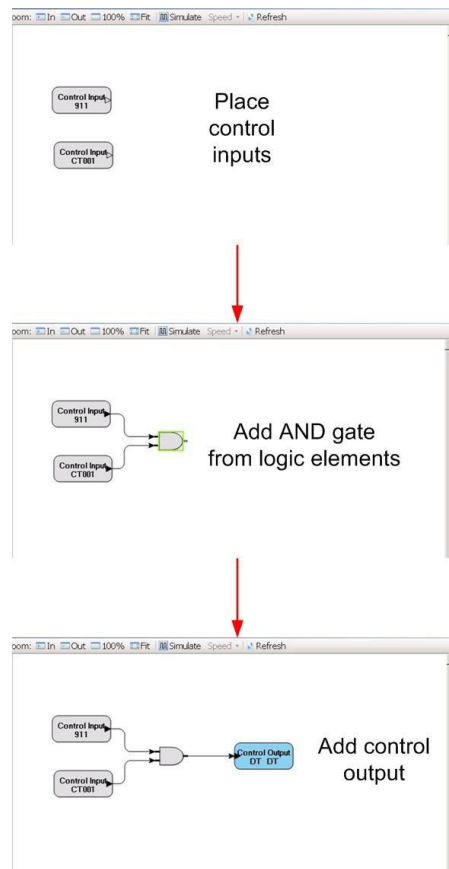 oom: In Out 100% Fit Simulate Speed Refresh
Control Input
911
Place
control
inputs
Control Input
CT001
oom: In Out 100% Fit Simulate Speed Refresh
Control Input
911
Add AND gate
from logic elements
Control Input
CT001
oom: In Out 100% Fit Simulate Speed Refresh
Control Input
911
Control Output
DT DT
Add control
output
Control Input
CT001